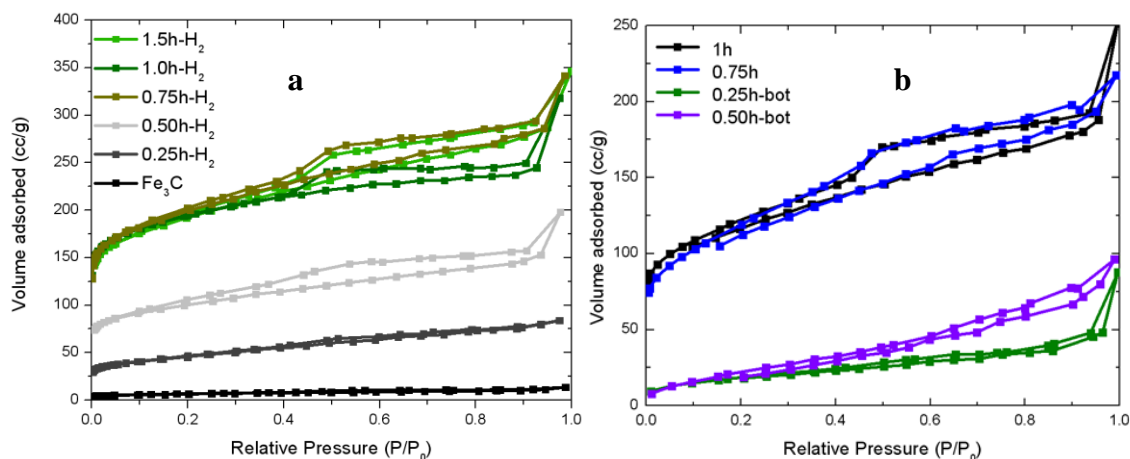 a
400
350
300
250
200
150
100
50
0
Volume adsorbed (cc/g)
1.5h-H₂
1.0h-H₂
0.75h-H₂
0.50h-H₂
0.25h-H₂
Fe₃C
0.0 0.2 0.4 0.6 0.8 1.0
Relative Pressure (P/P₀)
b
250
200
150
100
50
0
Volume adsorbed (cc/g)
1h
0.75h
0.25h-bot
0.50h-bot
0.0 0.2 0.4 0.6 0.8 1.0
Relative Pressure (P/P₀)